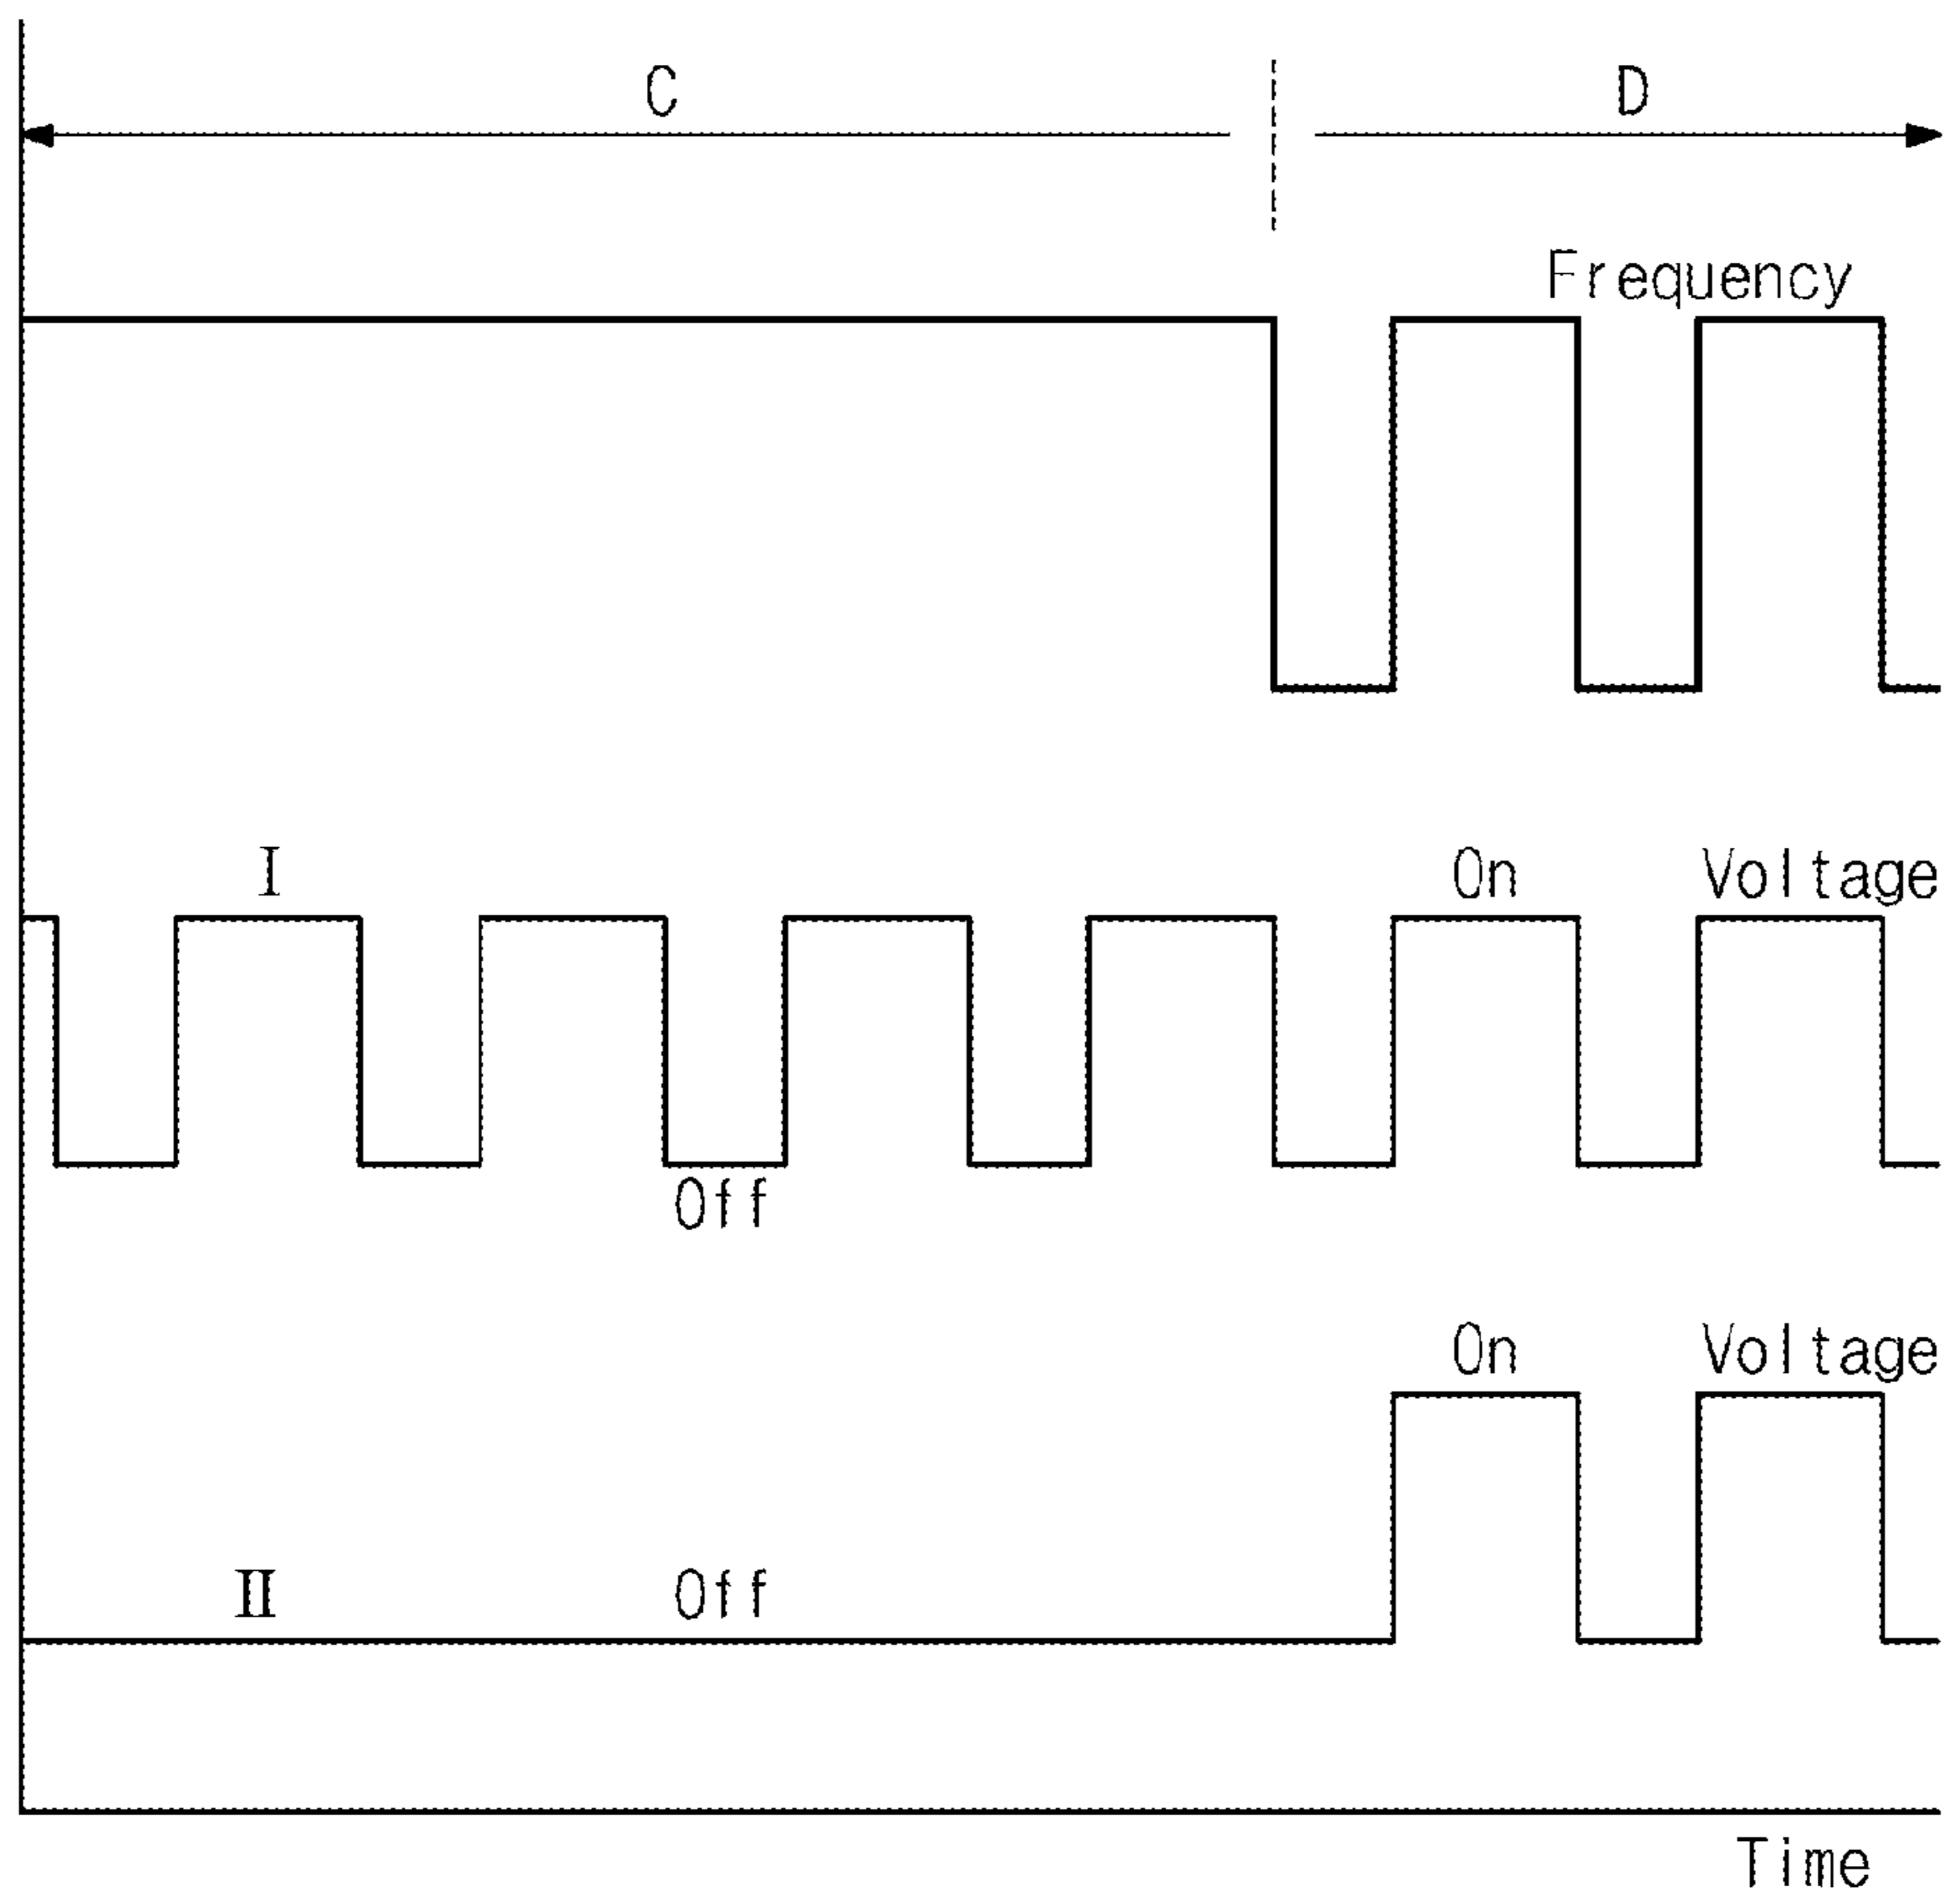 C D
Frequency
I On Voltage
Off
On Voltage
II Off
Time